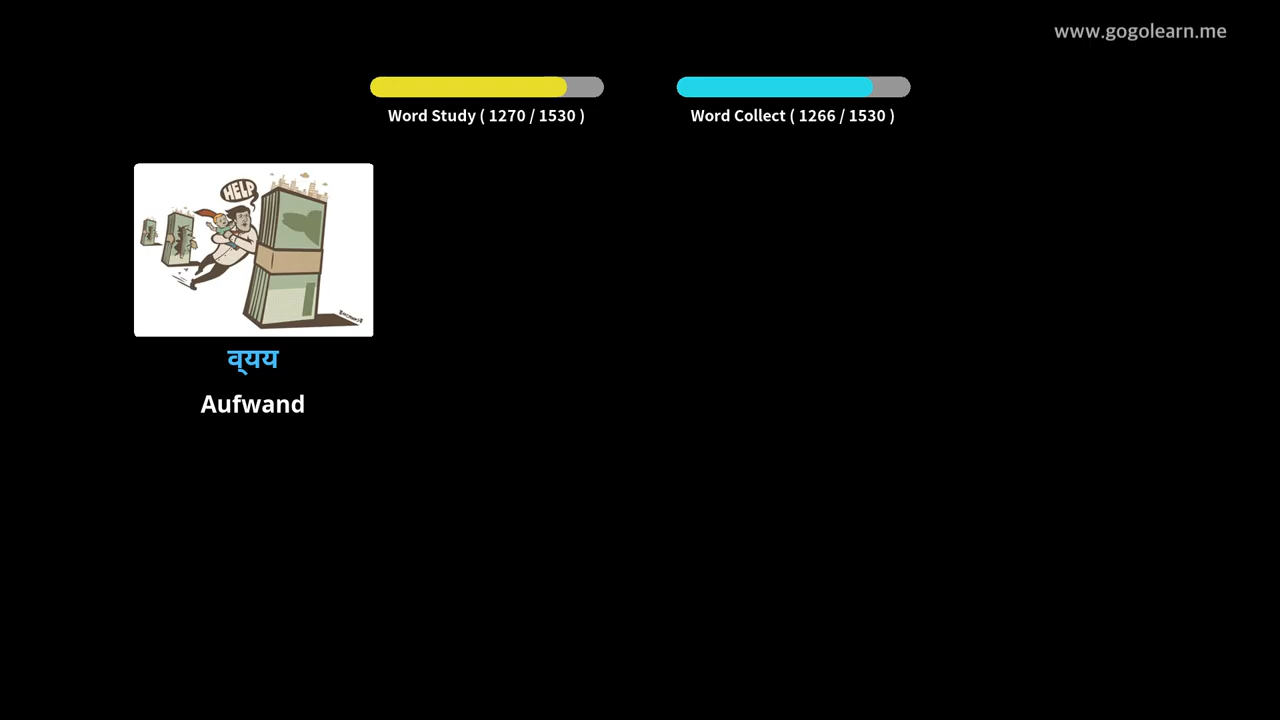 www.gogolearn.me
Word Study ( 1270 / 1530 )
Word Collect ( 1266 / 1530 )
HELP
व्यय
Aufwand